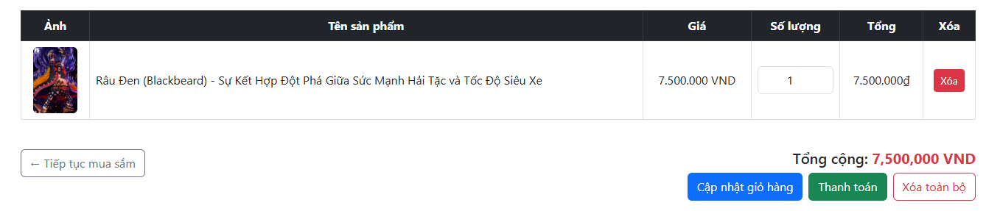 Ảnh Tên sản phẩm Giá Số lượng Tổng Xóa
Râu Đen (Blackbeard) - Sự Kết Hợp Đột Phá Giữa Sức Mạnh Hải Tặc và Tốc Độ Siêu Xe 7.500.000 VND 1 7.500.000₫ Xóa
← Tiếp tục mua sắm
Tổng cộng: 7,500,000 VND
Cập nhật giỏ hàng Thanh toán Xóa toàn bộ